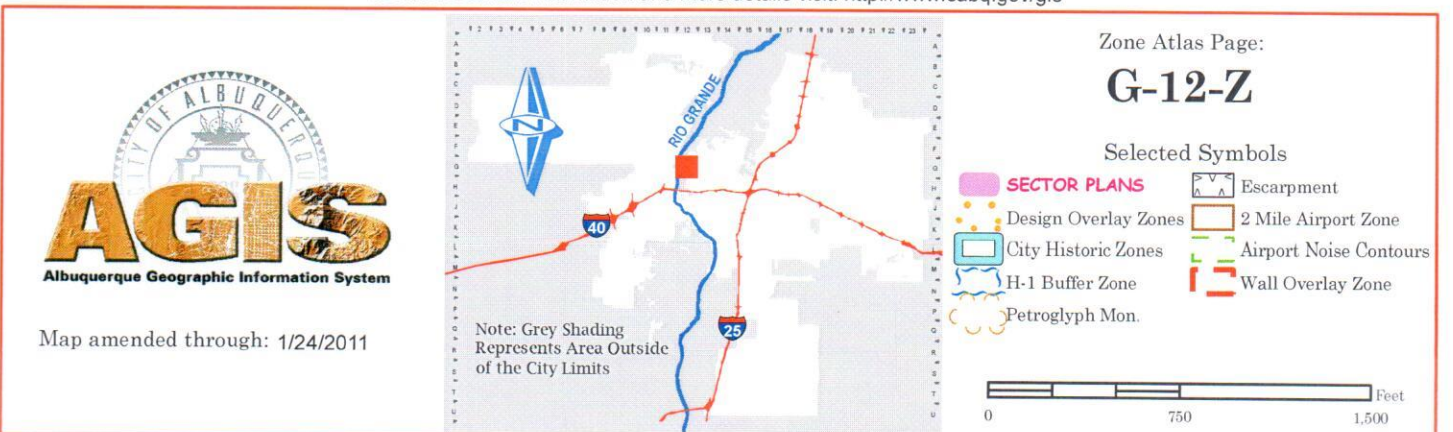 CITY OF ALBUQUERQUE
AGIS
Albuquerque Geographic Information System
Map amended through: 1/24/2011
RIO GRANDE
N
40
25
Note: Grey Shading
Represents Area Outside
of the City Limits
Zone Atlas Page:
G-12-Z
Selected Symbols
SECTOR PLANS
Design Overlay Zones
City Historic Zones
H-1 Buffer Zone
Petroglyph Mon.
Escarpment
2 Mile Airport Zone
Airport Noise Contours
Wall Overlay Zone
Feet
0 750 1,500